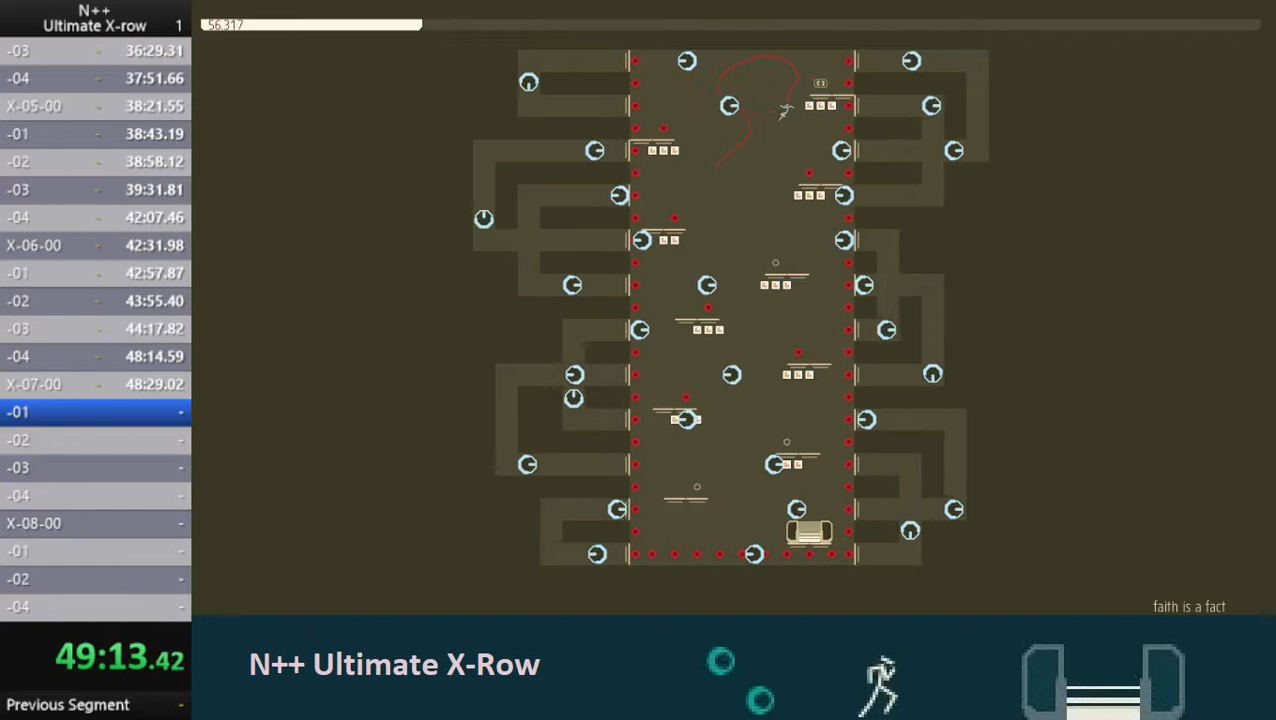 N++
Ultimate X-row 1
-03 - 36:29.31
-04 - 37:51.66
X-05-00 - 38:21.55
-01 - 38:43.19
-02 - 38:58.12
-03 - 39:31.81
-04 - 42:07.46
X-06-00 - 42:31.98
-01 - 42:57.87
-02 - 43:55.40
-03 - 44:17.82
-04 - 48:14.59
X-07-00 - 48:29.02
-01 -
-02 -
-03 -
-04 -
X-08-00 -
-01 -
-02 -
-04 -
49:13.42
Previous Segment -
56.317
faith is a fact
N++ Ultimate X-Row